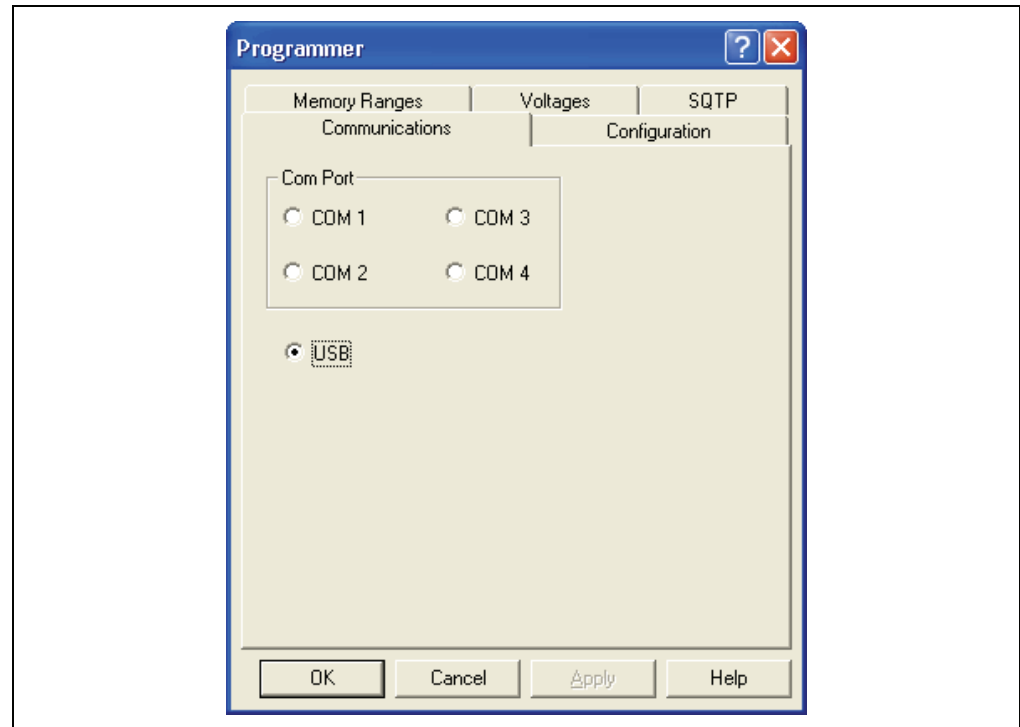 Programmer
Memory Ranges Voltages SQTP
Communications Configuration
Com Port
COM 1 COM 3
COM 2 COM 4
USB
OK Cancel Apply Help